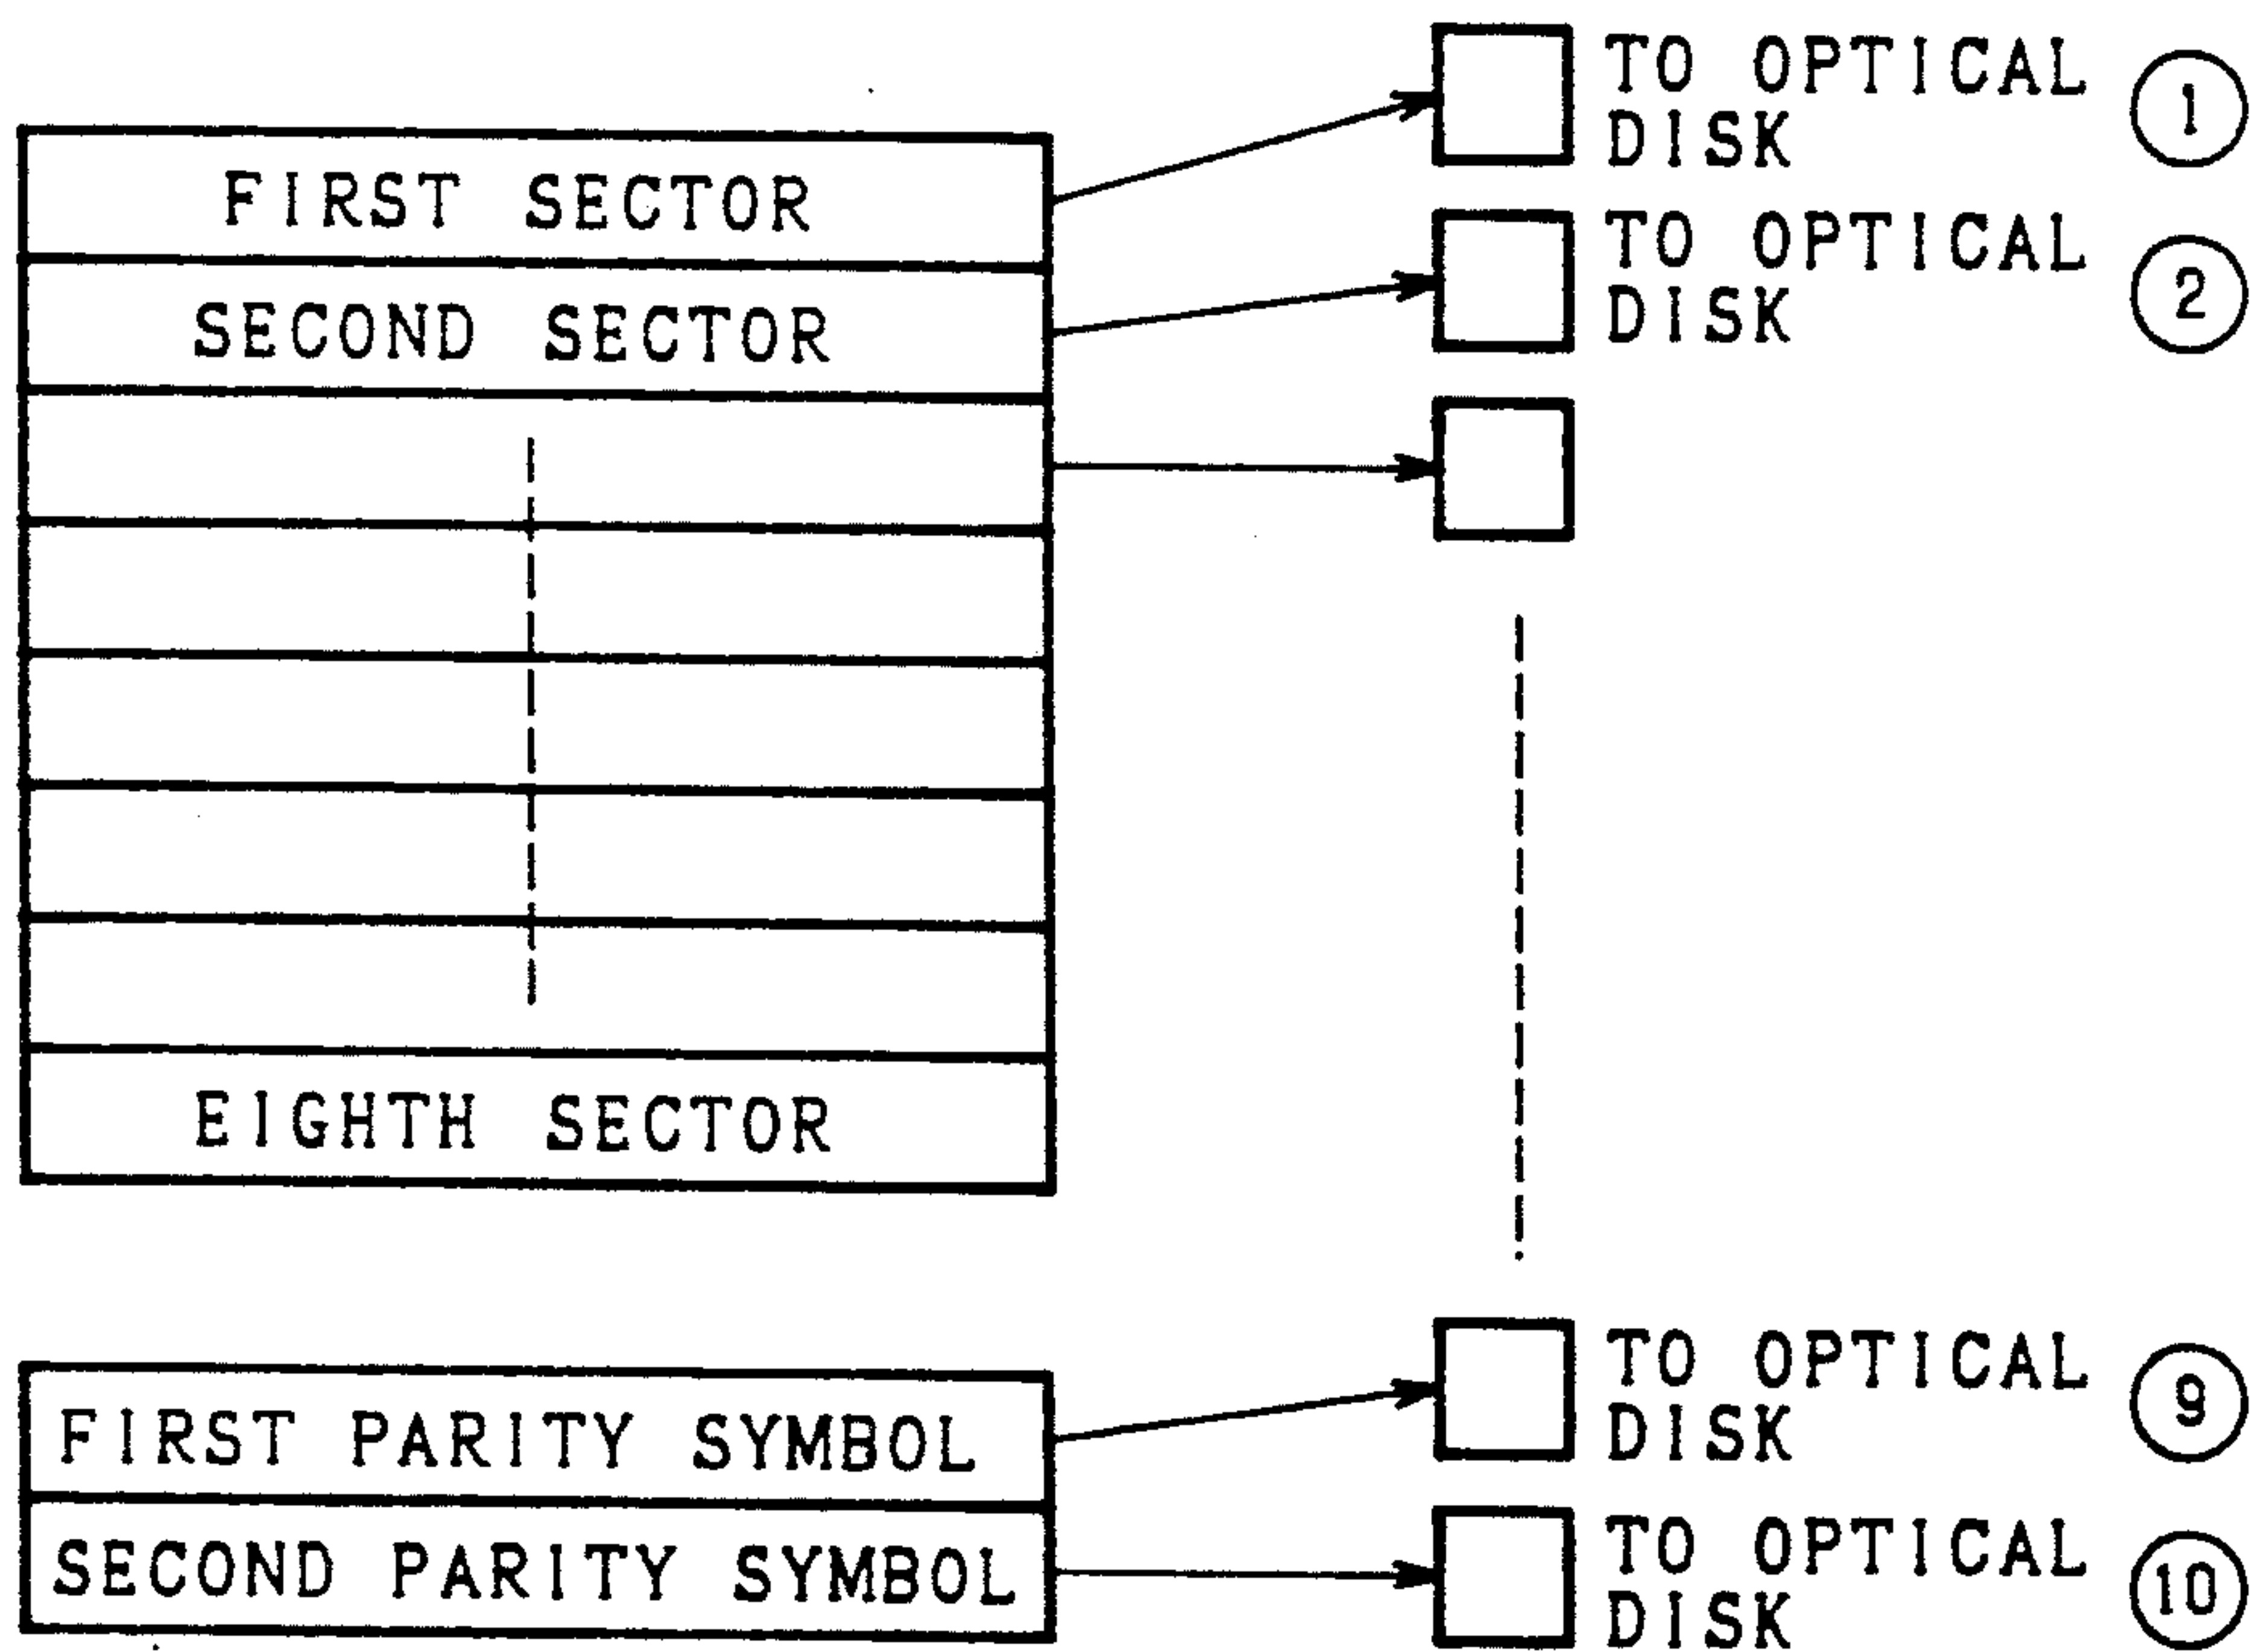 FIRST SECTOR
SECOND SECTOR
EIGHTH SECTOR
FIRST PARITY SYMBOL
SECOND PARITY SYMBOL
TO OPTICAL
DISK
1
TO OPTICAL
DISK
2
TO OPTICAL
DISK
9
TO OPTICAL
DISK
10